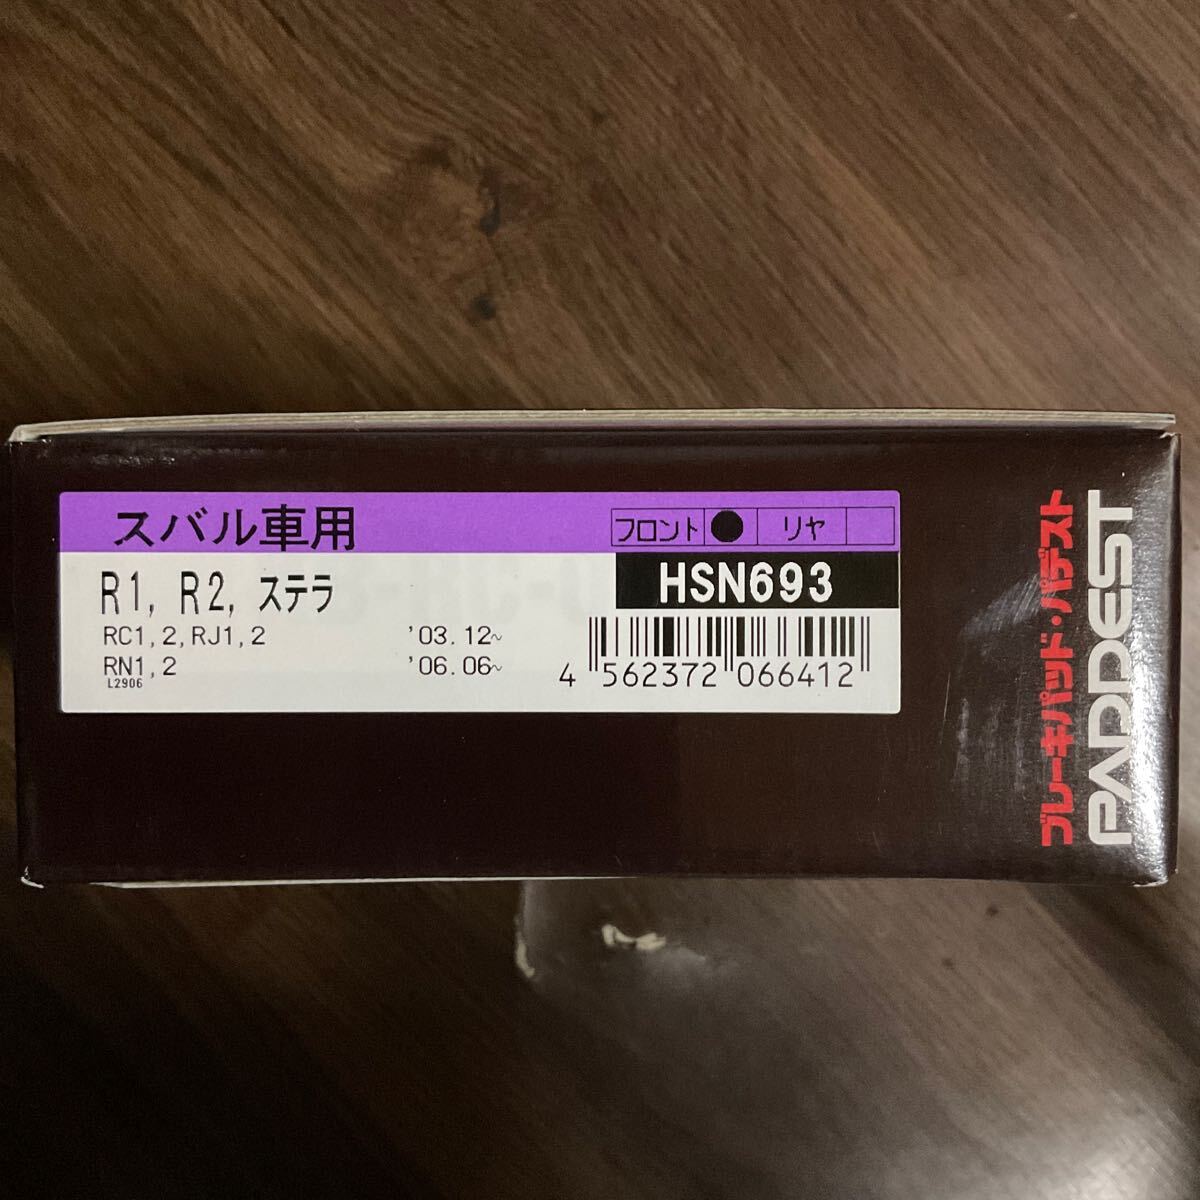 スバル車用
フロント ● リヤ
R1, R2, ステラ
HSN693
RC1,2,RJ1,2 '03.12~
RN1,2 '06.06~
L2906
4 562372 066412
ブレーキパッド・パデスト
PADDEST